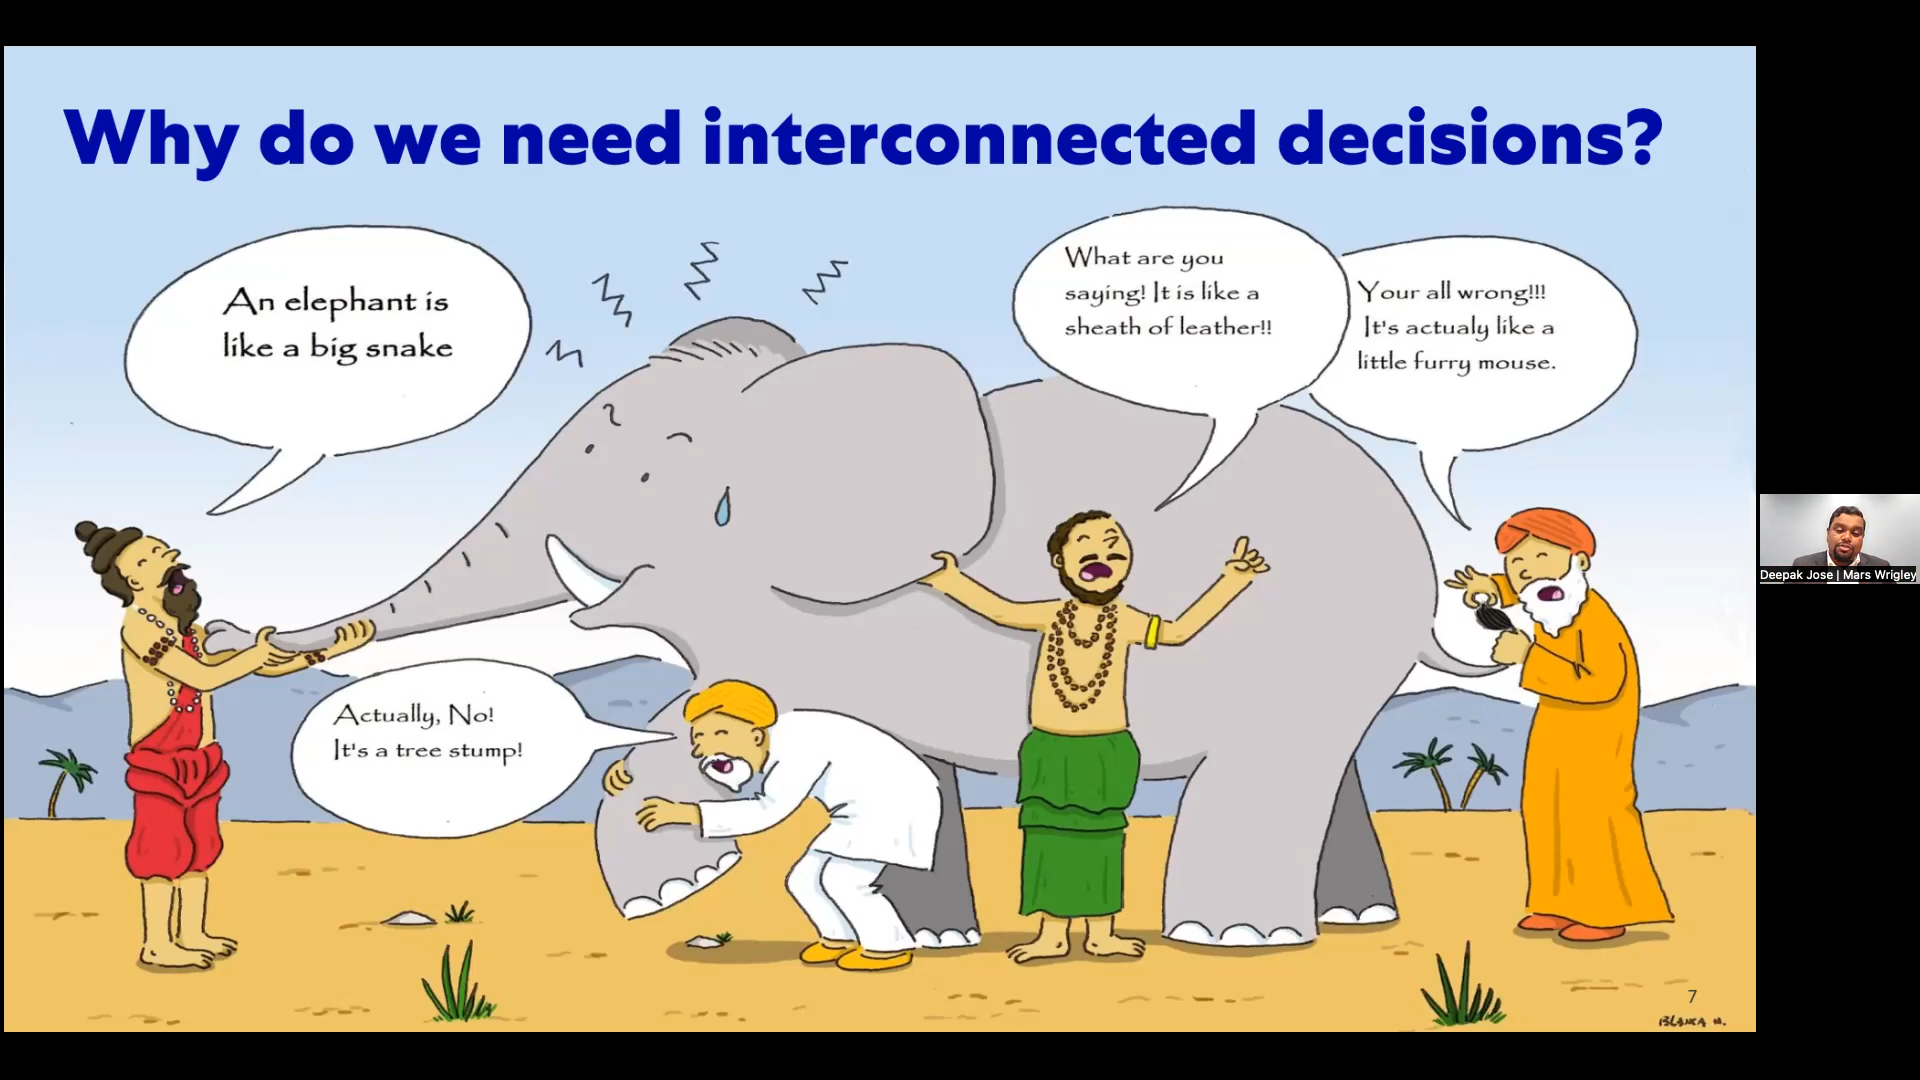 Why do we need interconnected decisions?
An elephant is
like a big snake
What are you
saying! It is like a
sheath of leather!!
Your all wrong!!!
It's actualy like a
little furry mouse.
Actually, No!
It's a tree stump!
Deepak Jose | Mars Wrigley
7
BLANCA M.